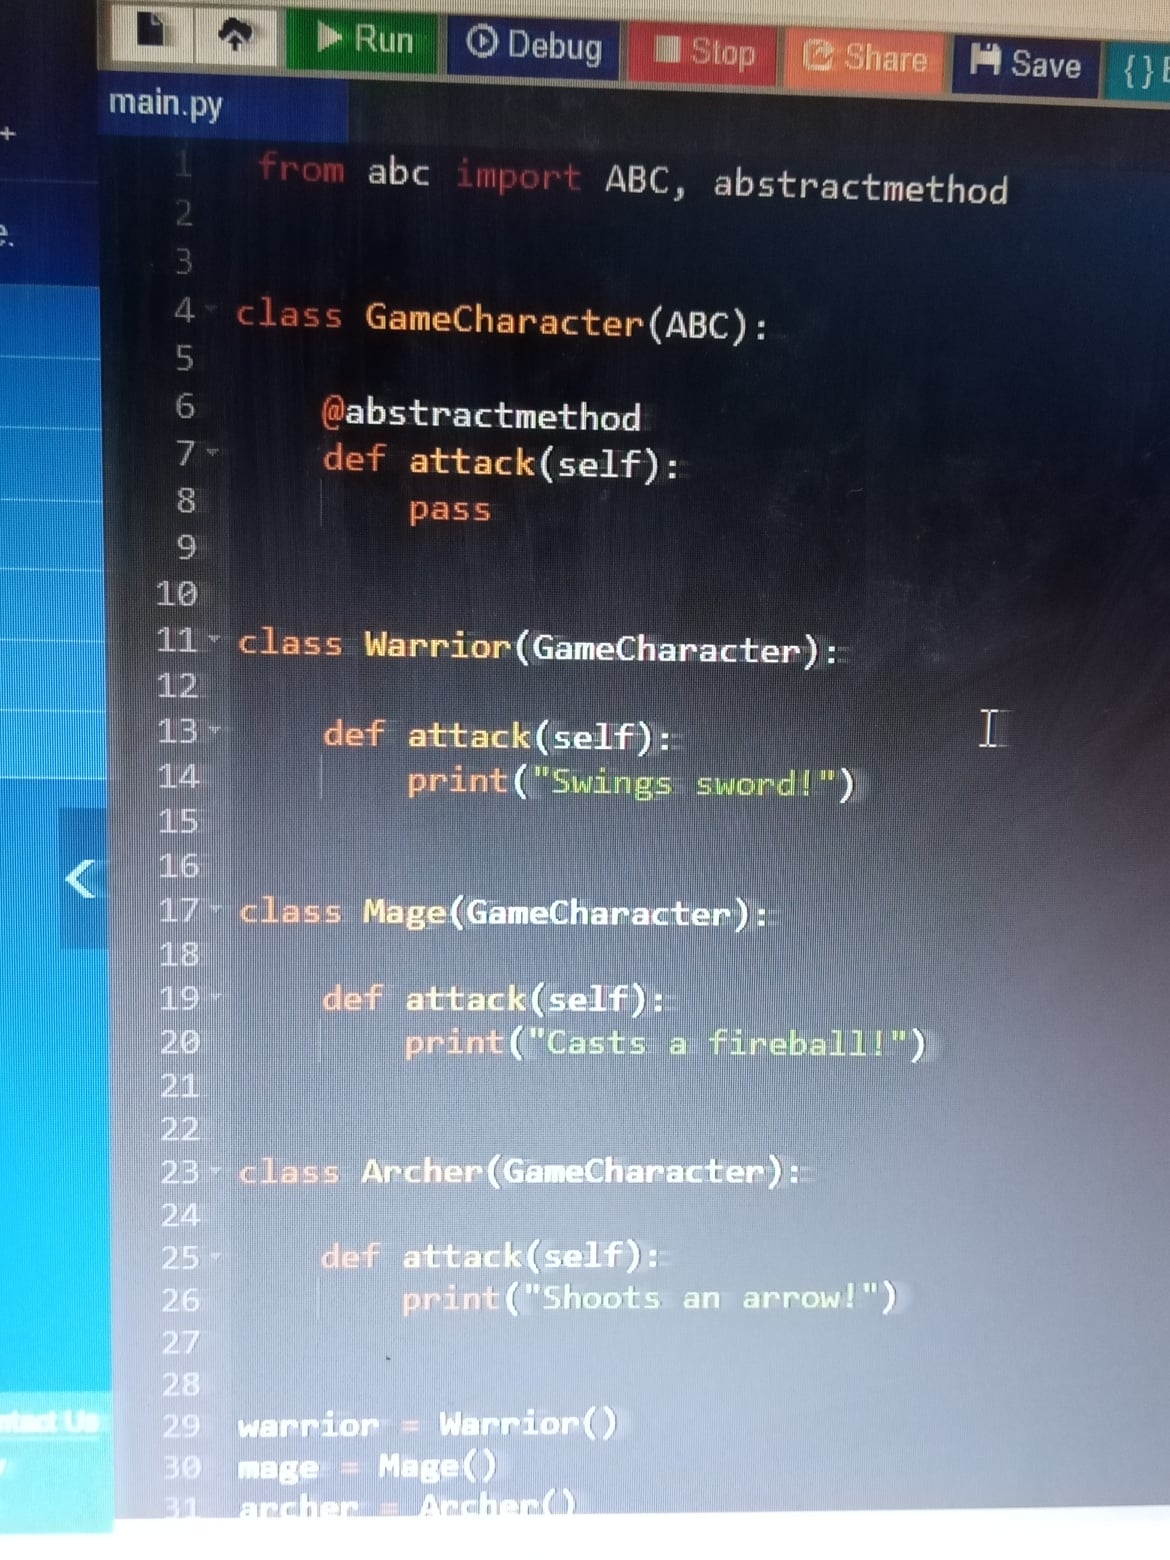 Run Debug Stop Share Save {}
main.py
+
1 from abc import ABC, abstractmethod
2
3
4 class GameCharacter(ABC):
5
6 @abstractmethod
7 def attack(self):
8 pass
9
10
11 class Warrior(GameCharacter):
12
13 def attack(self):
14 print("Swings sword!")
15
16
17 class Mage(GameCharacter):
18
19 def attack(self):
20 print("Casts a fireball!")
21
22
23 class Archer(GameCharacter):
24
25 def attack(self):
26 print("Shoots an arrow!")
27
28
29 warrior = Warrior()
30 mage = Mage()
31 archer = Archer()
Us